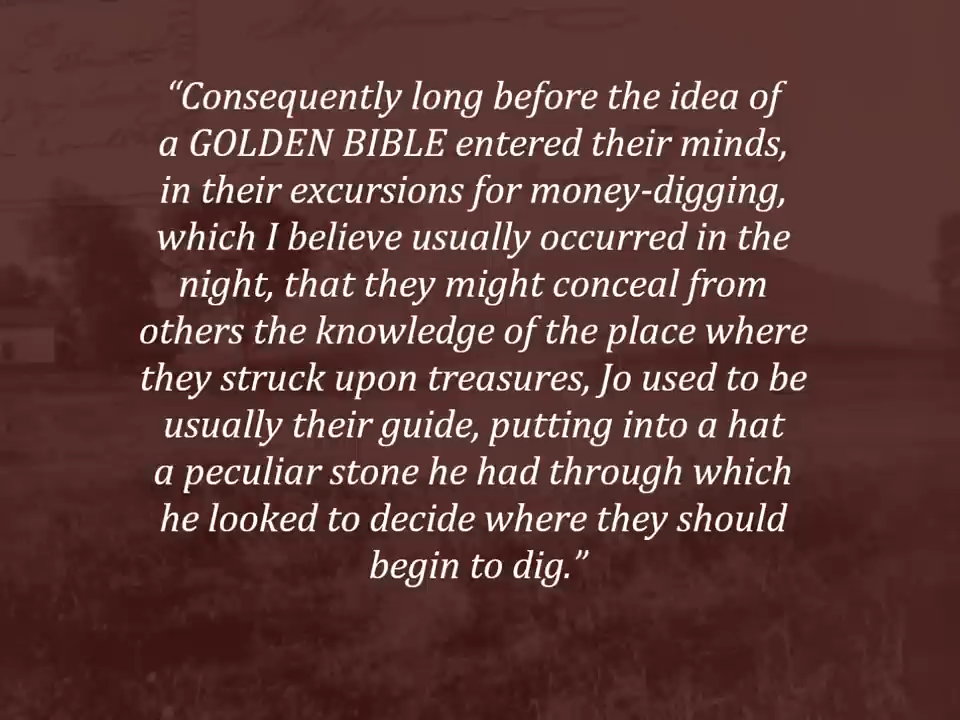 “Consequently long before the idea of
a GOLDEN BIBLE entered their minds,
in their excursions for money-digging,
which I believe usually occurred in the
night, that they might conceal from
others the knowledge of the place where
they struck upon treasures, Jo used to be
usually their guide, putting into a hat
a peculiar stone he had through which
he looked to decide where they should
begin to dig.”